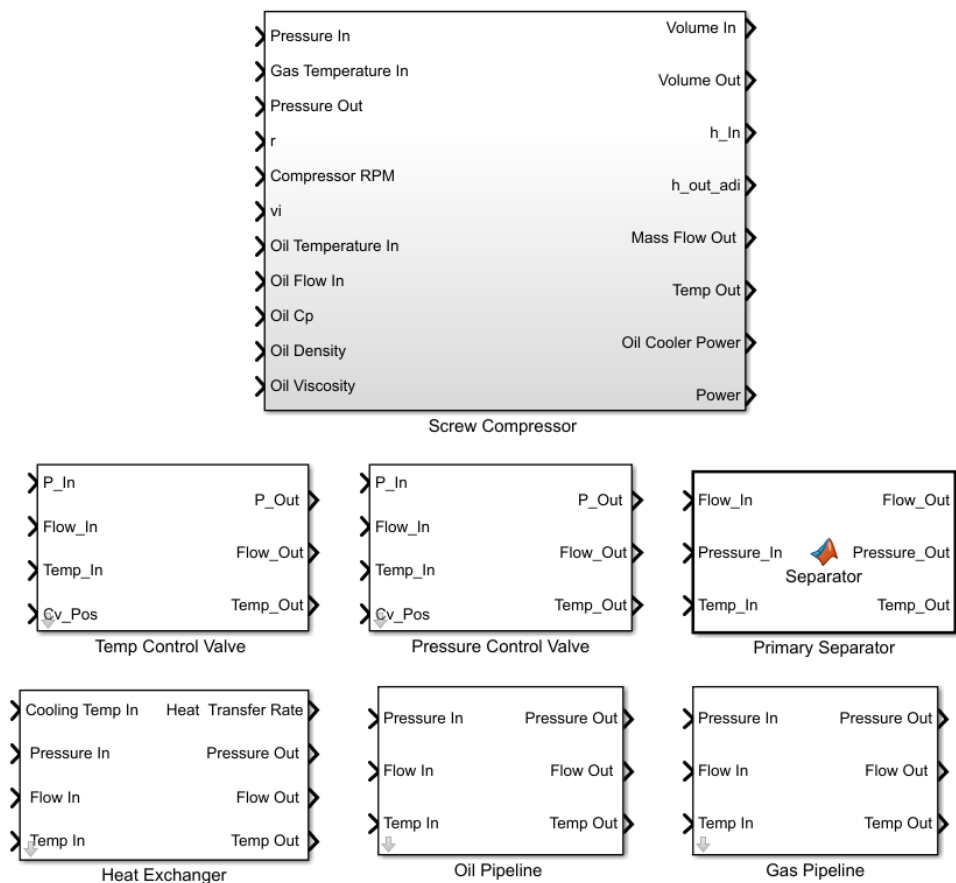 Pressure In
Gas Temperature In
Pressure Out
r
Compressor RPM
vi
Oil Temperature In
Oil Flow In
Oil Cp
Oil Density
Oil Viscosity
Volume In
Volume Out
h_In
h_out_adi
Mass Flow Out
Temp Out
Oil Cooler Power
Power
Screw Compressor
P_In
Flow_In
Temp_In
Cv_Pos
P_Out
Flow_Out
Temp_Out
Temp Control Valve
P_In
Flow_In
Temp_In
Cv_Pos
P_Out
Flow_Out
Temp_Out
Pressure Control Valve
Flow_In
Pressure_In
Temp_In
Separator
Flow_Out
Pressure_Out
Temp_Out
Primary Separator
Cooling Temp In
Pressure In
Flow In
Temp In
Heat Transfer Rate
Pressure Out
Flow Out
Temp Out
Heat Exchanger
Pressure In
Flow In
Temp In
Pressure Out
Flow Out
Temp Out
Oil Pipeline
Pressure In
Flow In
Temp In
Pressure Out
Flow Out
Temp Out
Gas Pipeline